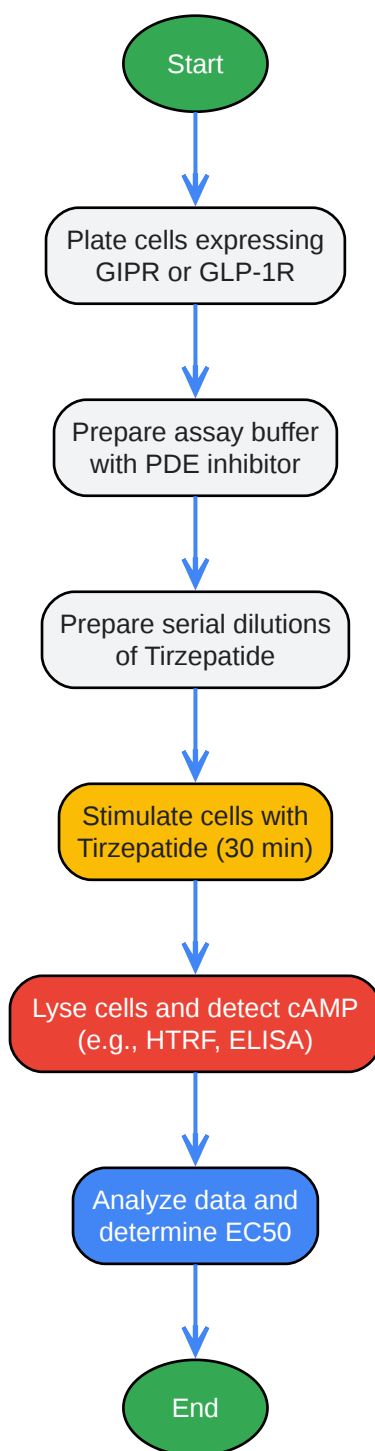 Start
Plate cells expressing
GIPR or GLP-1R
Prepare assay buffer
with PDE inhibitor
Prepare serial dilutions
of Tirzepatide
Stimulate cells with
Tirzepatide (30 min)
Lyse cells and detect cAMP
(e.g., HTRF, ELISA)
Analyze data and
determine EC50
End